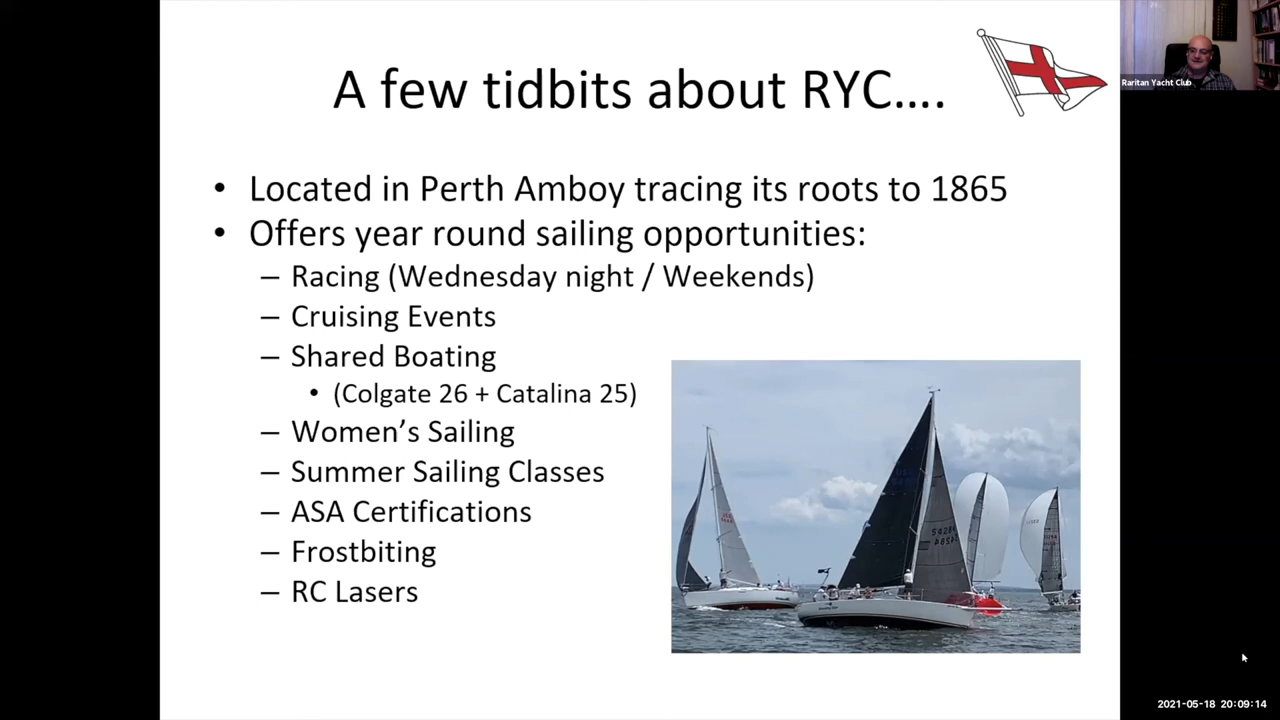 A few tidbits about RYC....
Raritan Yacht Club
• Located in Perth Amboy tracing its roots to 1865
• Offers year round sailing opportunities:
– Racing (Wednesday night / Weekends)
– Cruising Events
– Shared Boating
• (Colgate 26 + Catalina 25)
– Women’s Sailing
– Summer Sailing Classes
– ASA Certifications
– Frostbiting
– RC Lasers
2021-05-18 20:09:14